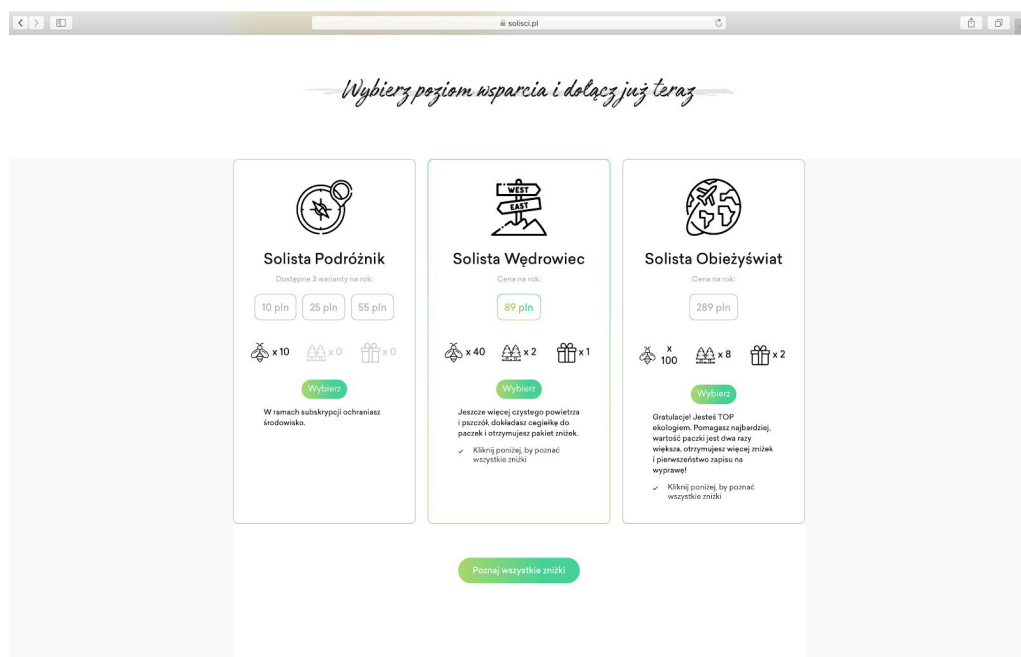 solisci.pl
Wybierz poziom wsparcia i dołącz już teraz
Solista Podróżnik
Dostępne 3 warianty na rok:
10 pln 25 pln 55 pln
x 10 x 0 x 0
Wybierz
W ramach subskrypcji ochraniasz
środowisko.
WEST
EAST
Solista Wędrowiec
Cena na rok:
89 pln
x 40 x 2 x 1
Wybierz
Jeszcze więcej czystego powietrza
i pszczół, dokładasz cegiełkę do
paczek i otrzymujesz pakiet zniżek.
Kliknij poniżej, by poznać
wszystkie zniżki
Solista Obieżyświat
Cena na rok:
289 pln
x 100 x 8 x 2
Wybierz
Gratulacje! Jesteś TOP
ekologiem. Pomagasz najbardziej,
wartość paczki jest dwa razy
większa, otrzymujesz więcej zniżek
i pierwszeństwo zapisu na
wyprawę!
Kliknij poniżej, by poznać
wszystkie zniżki
Poznaj wszystkie zniżki